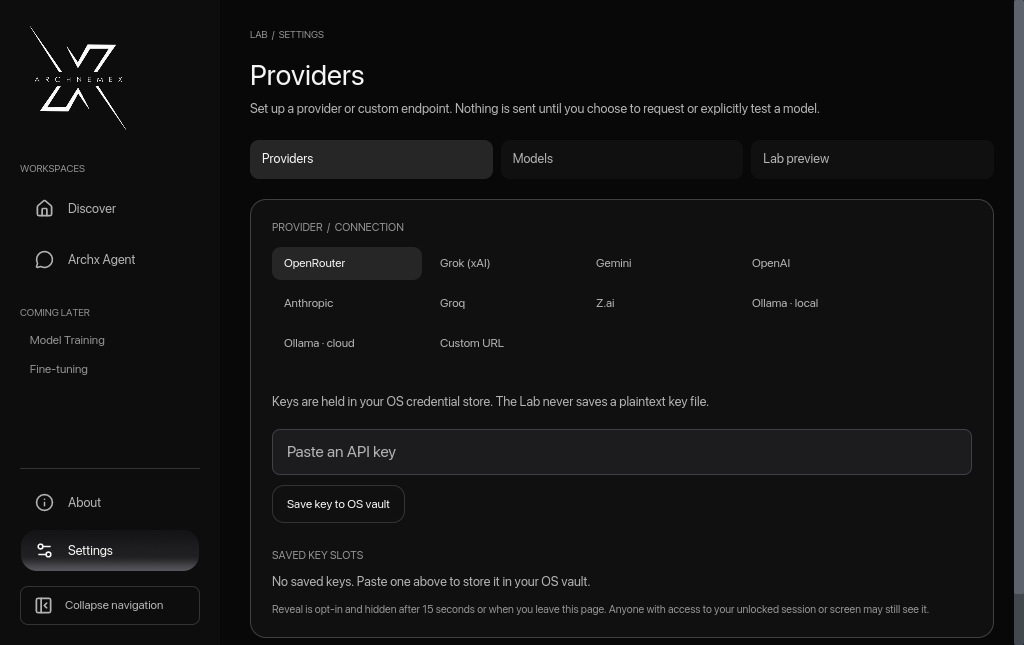 ARCHNEMEX
WORKSPACES
Discover
Archx Agent
COMING LATER
Model Training
Fine-tuning
About
Settings
Collapse navigation
LAB / SETTINGS
Providers
Set up a provider or custom endpoint. Nothing is sent until you choose to request or explicitly test a model.
Providers
Models
Lab preview
PROVIDER / CONNECTION
OpenRouter
Grok (xAI)
Gemini
OpenAI
Anthropic
Groq
Z.ai
Ollama · local
Ollama · cloud
Custom URL
Keys are held in your OS credential store. The Lab never saves a plaintext key file.
Paste an API key
Save key to OS vault
SAVED KEY SLOTS
No saved keys. Paste one above to store it in your OS vault.
Reveal is opt-in and hidden after 15 seconds or when you leave this page. Anyone with access to your unlocked session or screen may still see it.